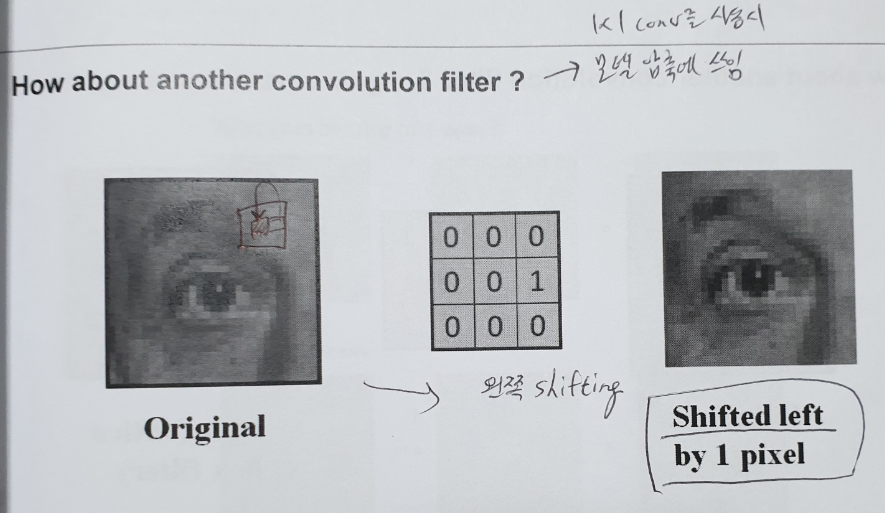 1x1 conv를 사용시
How about another convolution filter ? → 모델 압축에 쓰임
0 0 0
0 0 1
0 0 0
왼쪽 shifting
Original
Shifted left
by 1 pixel